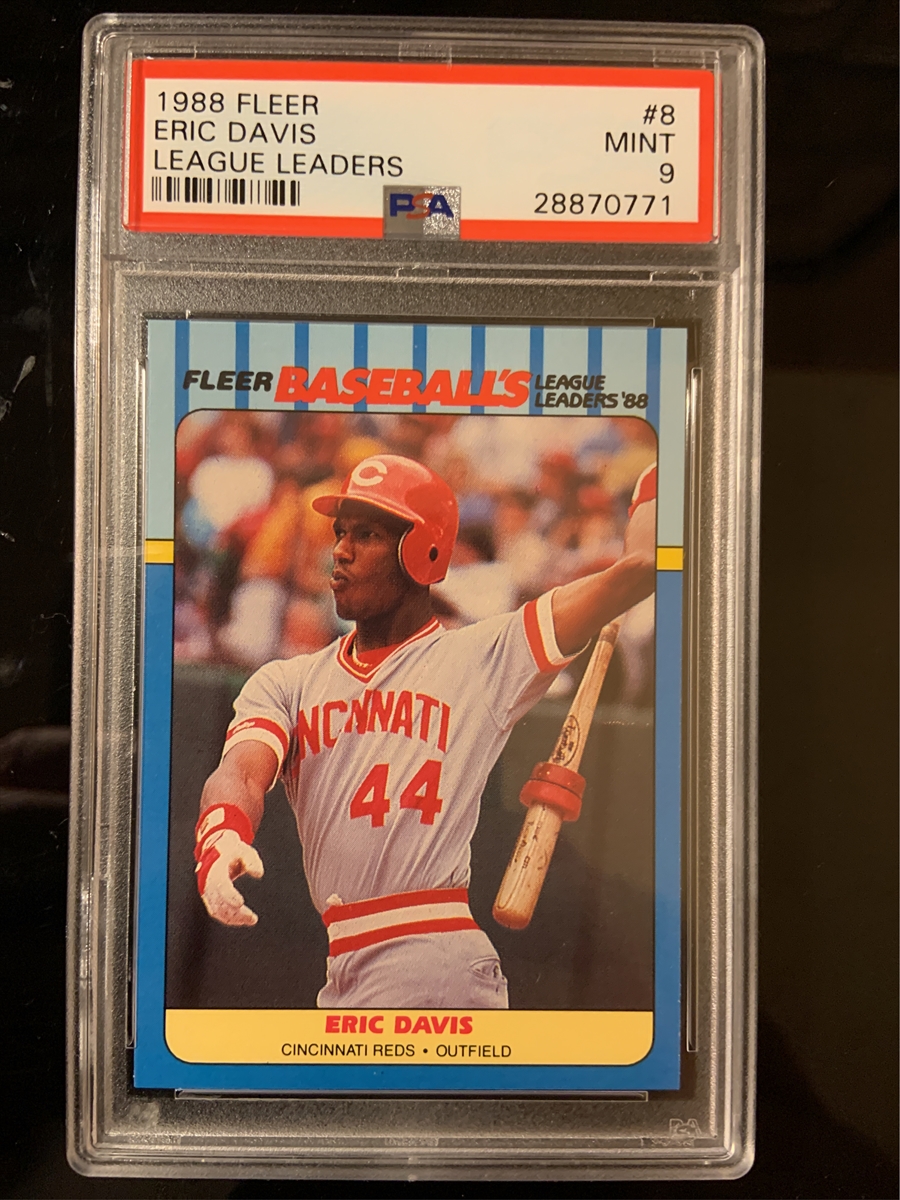 1988 FLEER
ERIC DAVIS
LEAGUE LEADERS
#8
MINT
9
28870771
PSA
FLEER BASEBALL'S LEAGUE
LEADERS '88
C
INCINNATI
44
ERIC DAVIS
CINCINNATI REDS • OUTFIELD